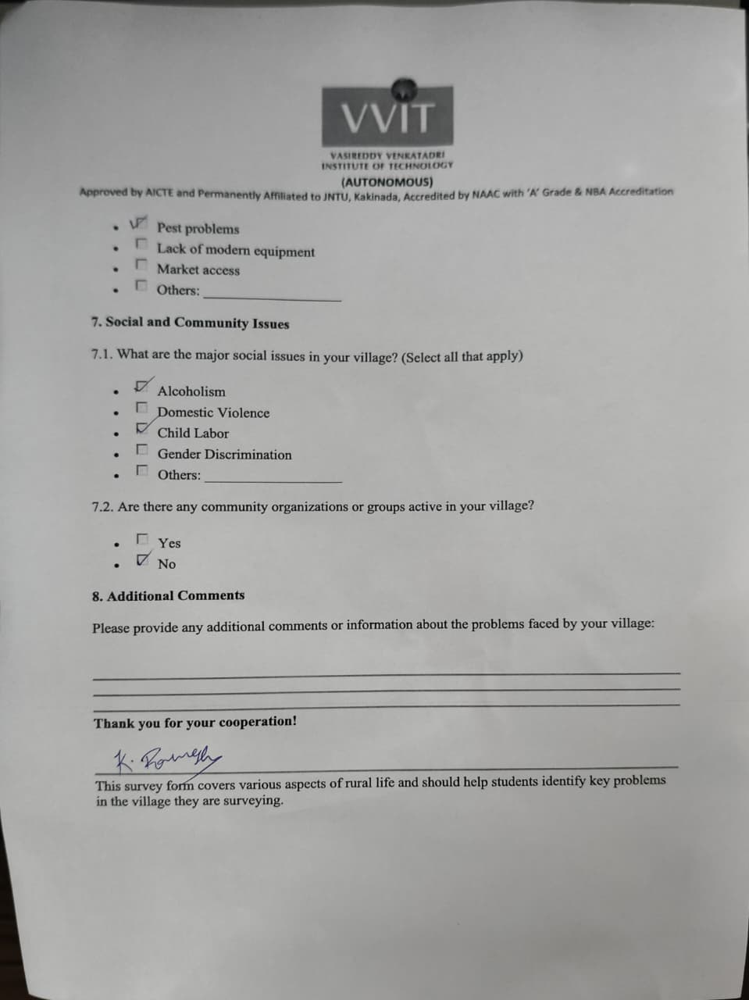 VVIT
VASIREDDY VENKATADRI
INSTITUTE OF TECHNOLOGY
(AUTONOMOUS)
Approved by AICTE and Permanently Affiliated to JNTU, Kakinada, Accredited by NAAC with 'A' Grade & NBA Accreditation
• ☑ Pest problems
• ☐ Lack of modern equipment
• ☐ Market access
• ☐ Others: ____________
7. Social and Community Issues
7.1. What are the major social issues in your village? (Select all that apply)
• ☑ Alcoholism
• ☐ Domestic Violence
• ☑ Child Labor
• ☐ Gender Discrimination
• ☐ Others: ____________
7.2. Are there any community organizations or groups active in your village?
• ☐ Yes
• ☑ No
8. Additional Comments
Please provide any additional comments or information about the problems faced by your village:
Thank you for your cooperation!
K. Ramesh
This survey form covers various aspects of rural life and should help students identify key problems
in the village they are surveying.